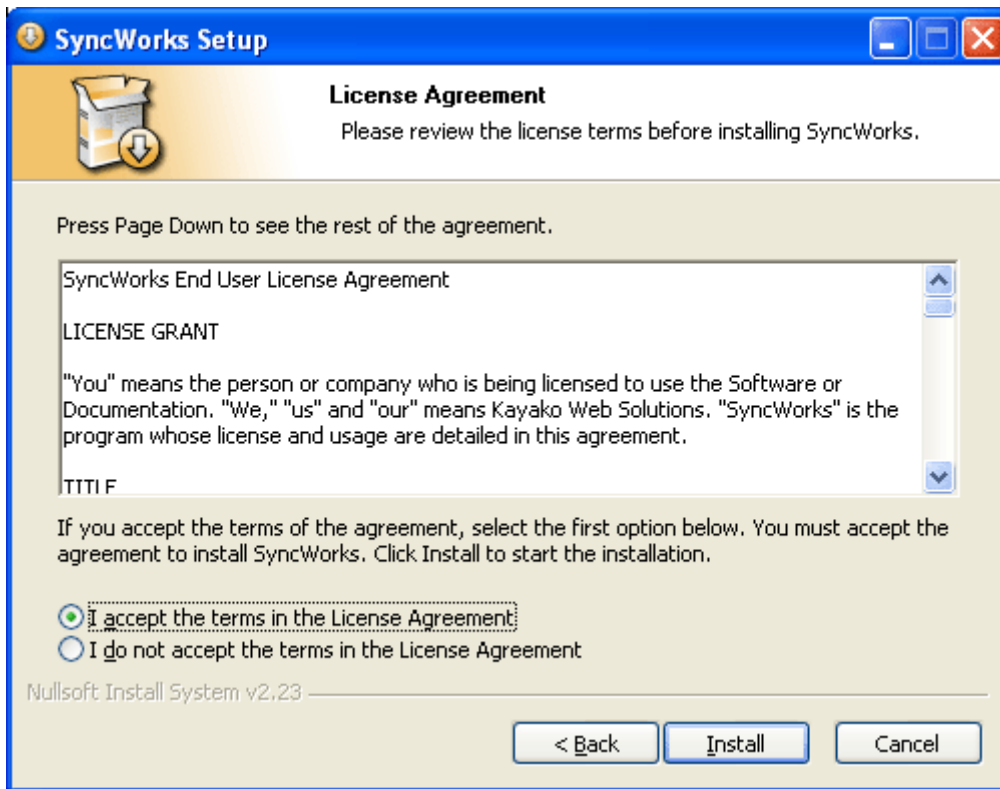 SyncWorks Setup
License Agreement
Please review the license terms before installing SyncWorks.
Press Page Down to see the rest of the agreement.
SyncWorks End User License Agreement
LICENSE GRANT
"You" means the person or company who is being licensed to use the Software or
Documentation. "We," "us" and "our" means Kayako Web Solutions. "SyncWorks" is the
program whose license and usage are detailed in this agreement.
TITLE
If you accept the terms of the agreement, select the first option below. You must accept the
agreement to install SyncWorks. Click Install to start the installation.
I accept the terms in the License Agreement
I do not accept the terms in the License Agreement
Nullsoft Install System v2.23
< Back
Install
Cancel